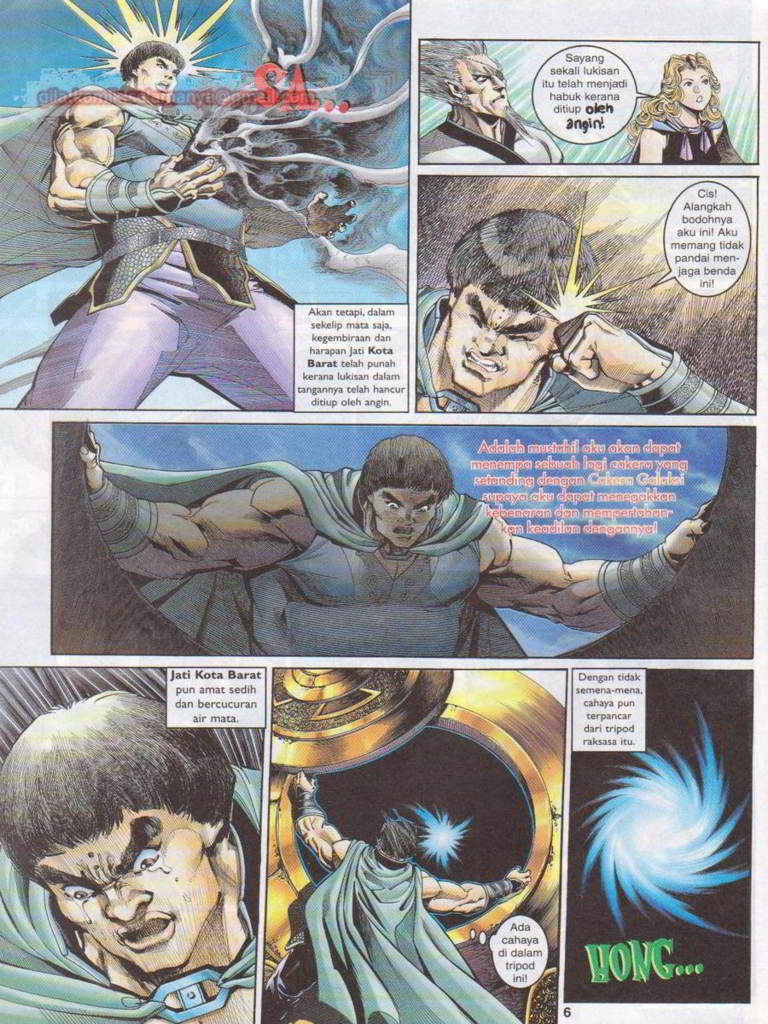 SA...
Akan tetapi, dalam
sekelip mata saja,
kegembiraan dan
harapan Jati Kota
Barat telah punah
kerana lukisan dalam
tangannya telah hancur
ditiup oleh angin.
Sayang
sekali lukisan
itu telah menjadi
habuk kerana
ditiup oleh
angin!
Cis!
Alangkah
bodohnya
aku ini! Aku
memang tidak
pandai men-
jaga benda
ini!
Adalah mustahil aku akan dapat
menempa sebuah lagi cakera yang
setanding dengan Cakera Galaksi
supaya aku dapat menegakkan
kebenaran dan mempertahan-
kan keadilan dengannya!
Jati Kota Barat
pun amat sedih
dan bercucuran
air mata.
Ada
cahaya
di dalam
tripod
ini!
Dengan tidak
semena-mena,
cahaya pun
terpancar
dari tripod
raksasa itu.
HONG...
6